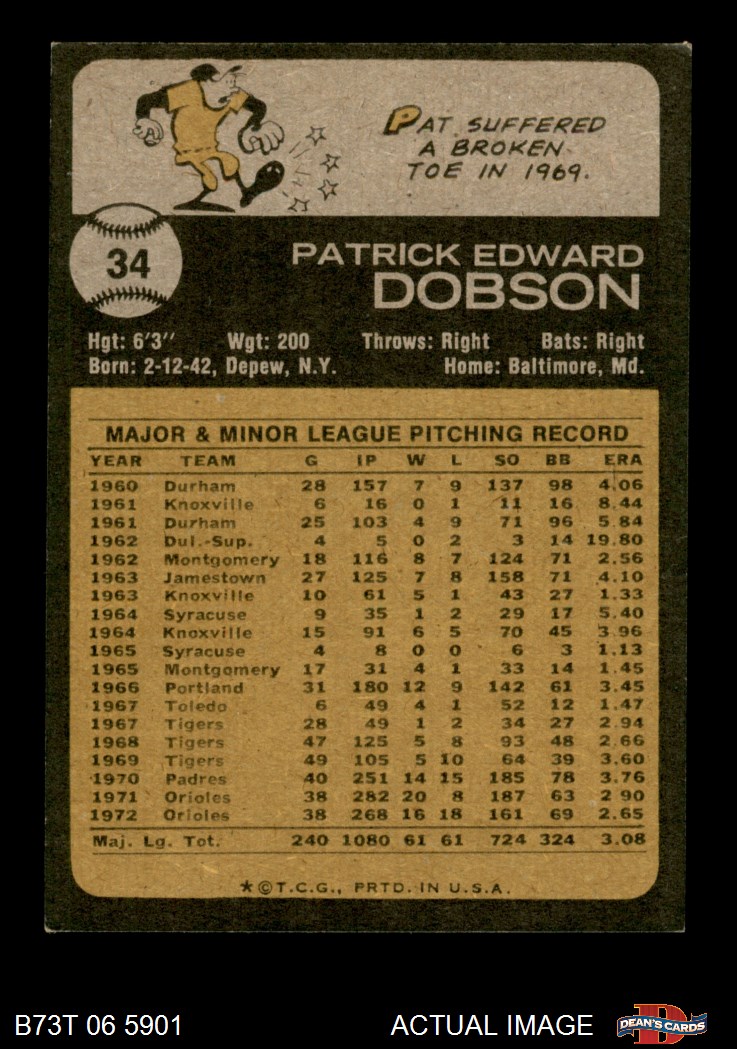 PAT SUFFERED
A BROKEN
TOE IN 1969.
34
PATRICK EDWARD
DOBSON
Hgt: 6'3" Wgt: 200 Throws: Right Bats: Right
Born: 2-12-42, Depew, N.Y. Home: Baltimore, Md.
MAJOR & MINOR LEAGUE PITCHING RECORD
YEAR TEAM G IP W L SO BB ERA
1960 Durham 28 157 7 9 137 98 4.06
1961 Knoxville 6 16 0 1 11 16 8.44
1961 Durham 25 103 4 9 71 96 5.84
1962 Dul.-Sup. 4 5 0 2 3 14 19.80
1962 Montgomery 18 116 8 7 124 71 2.56
1963 Jamestown 27 125 7 8 158 71 4.10
1963 Knoxville 10 61 5 1 43 27 1.33
1964 Syracuse 9 35 1 2 29 17 5.40
1964 Knoxville 15 91 6 5 70 45 3.96
1965 Syracuse 4 8 0 0 6 3 1.13
1965 Montgomery 17 31 4 1 33 14 1.45
1966 Portland 31 180 12 9 142 61 3.45
1967 Toledo 6 49 4 1 52 12 1.47
1967 Tigers 28 49 1 2 34 27 2.94
1968 Tigers 47 125 5 8 93 48 2.66
1969 Tigers 49 105 5 10 64 39 3.60
1970 Padres 40 251 14 15 185 78 3.76
1971 Orioles 38 282 20 8 187 63 2 90
1972 Orioles 38 268 16 18 161 69 2.65
Maj. Lg. Tot. 240 1080 61 61 724 324 3.08
★©T.C.G., PRTD. IN U.S.A.
B73T 06 5901 ACTUAL IMAGE D DEAN'S CARDS